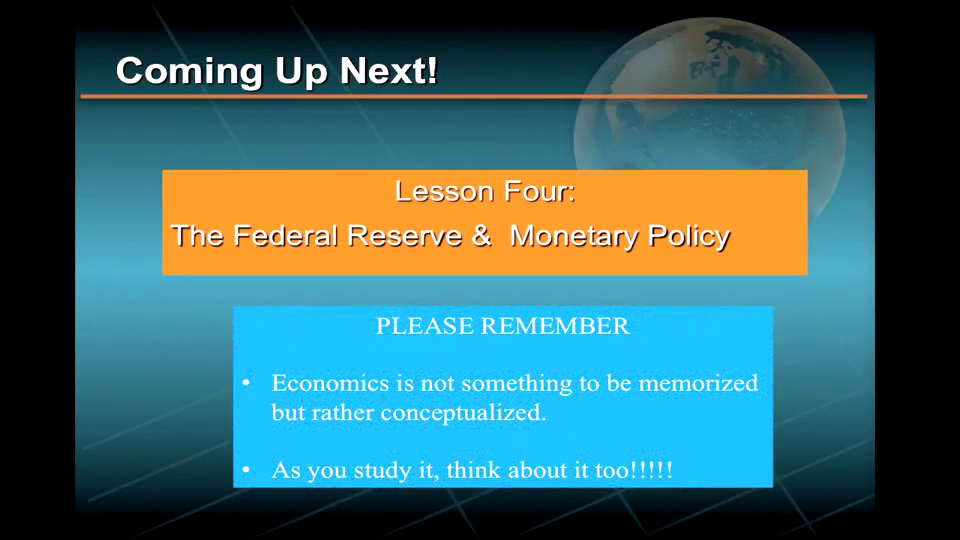 Coming Up Next!
Lesson Four:
The Federal Reserve &  Monetary Policy
PLEASE REMEMBER
• Economics is not something to be memorized
but rather conceptualized.
• As you study it, think about it too!!!!!